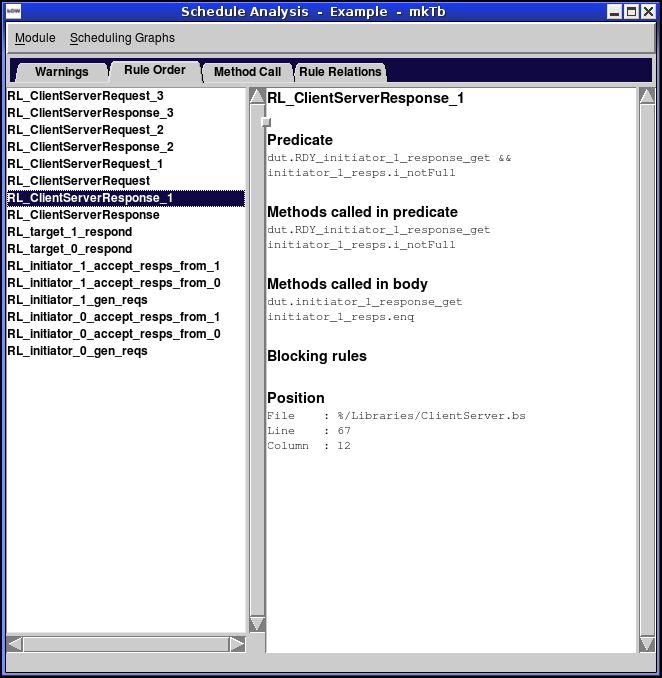 Schedule Analysis - Example - mkTb
Module Scheduling Graphs
Warnings Rule Order Method Call Rule Relations
RL_ClientServerRequest_3
RL_ClientServerResponse_3
RL_ClientServerRequest_2
RL_ClientServerResponse_2
RL_ClientServerRequest_1
RL_ClientServerRequest
RL_ClientServerResponse_1
RL_ClientServerResponse
RL_target_1_respond
RL_target_0_respond
RL_initiator_1_accept_resps_from_1
RL_initiator_1_accept_resps_from_0
RL_initiator_1_gen_reqs
RL_initiator_0_accept_resps_from_1
RL_initiator_0_accept_resps_from_0
RL_initiator_0_gen_reqs
RL_ClientServerResponse_1
Predicate
dut.RDY_initiator_1_response_get &&
initiator_1_resps.i_notFull
Methods called in predicate
dut.RDY_initiator_1_response_get
initiator_1_resps.i_notFull
Methods called in body
dut.initiator_1_response_get
initiator_1_resps.enq
Blocking rules
Position
File : %/Libraries/ClientServer.bs
Line : 67
Column : 12